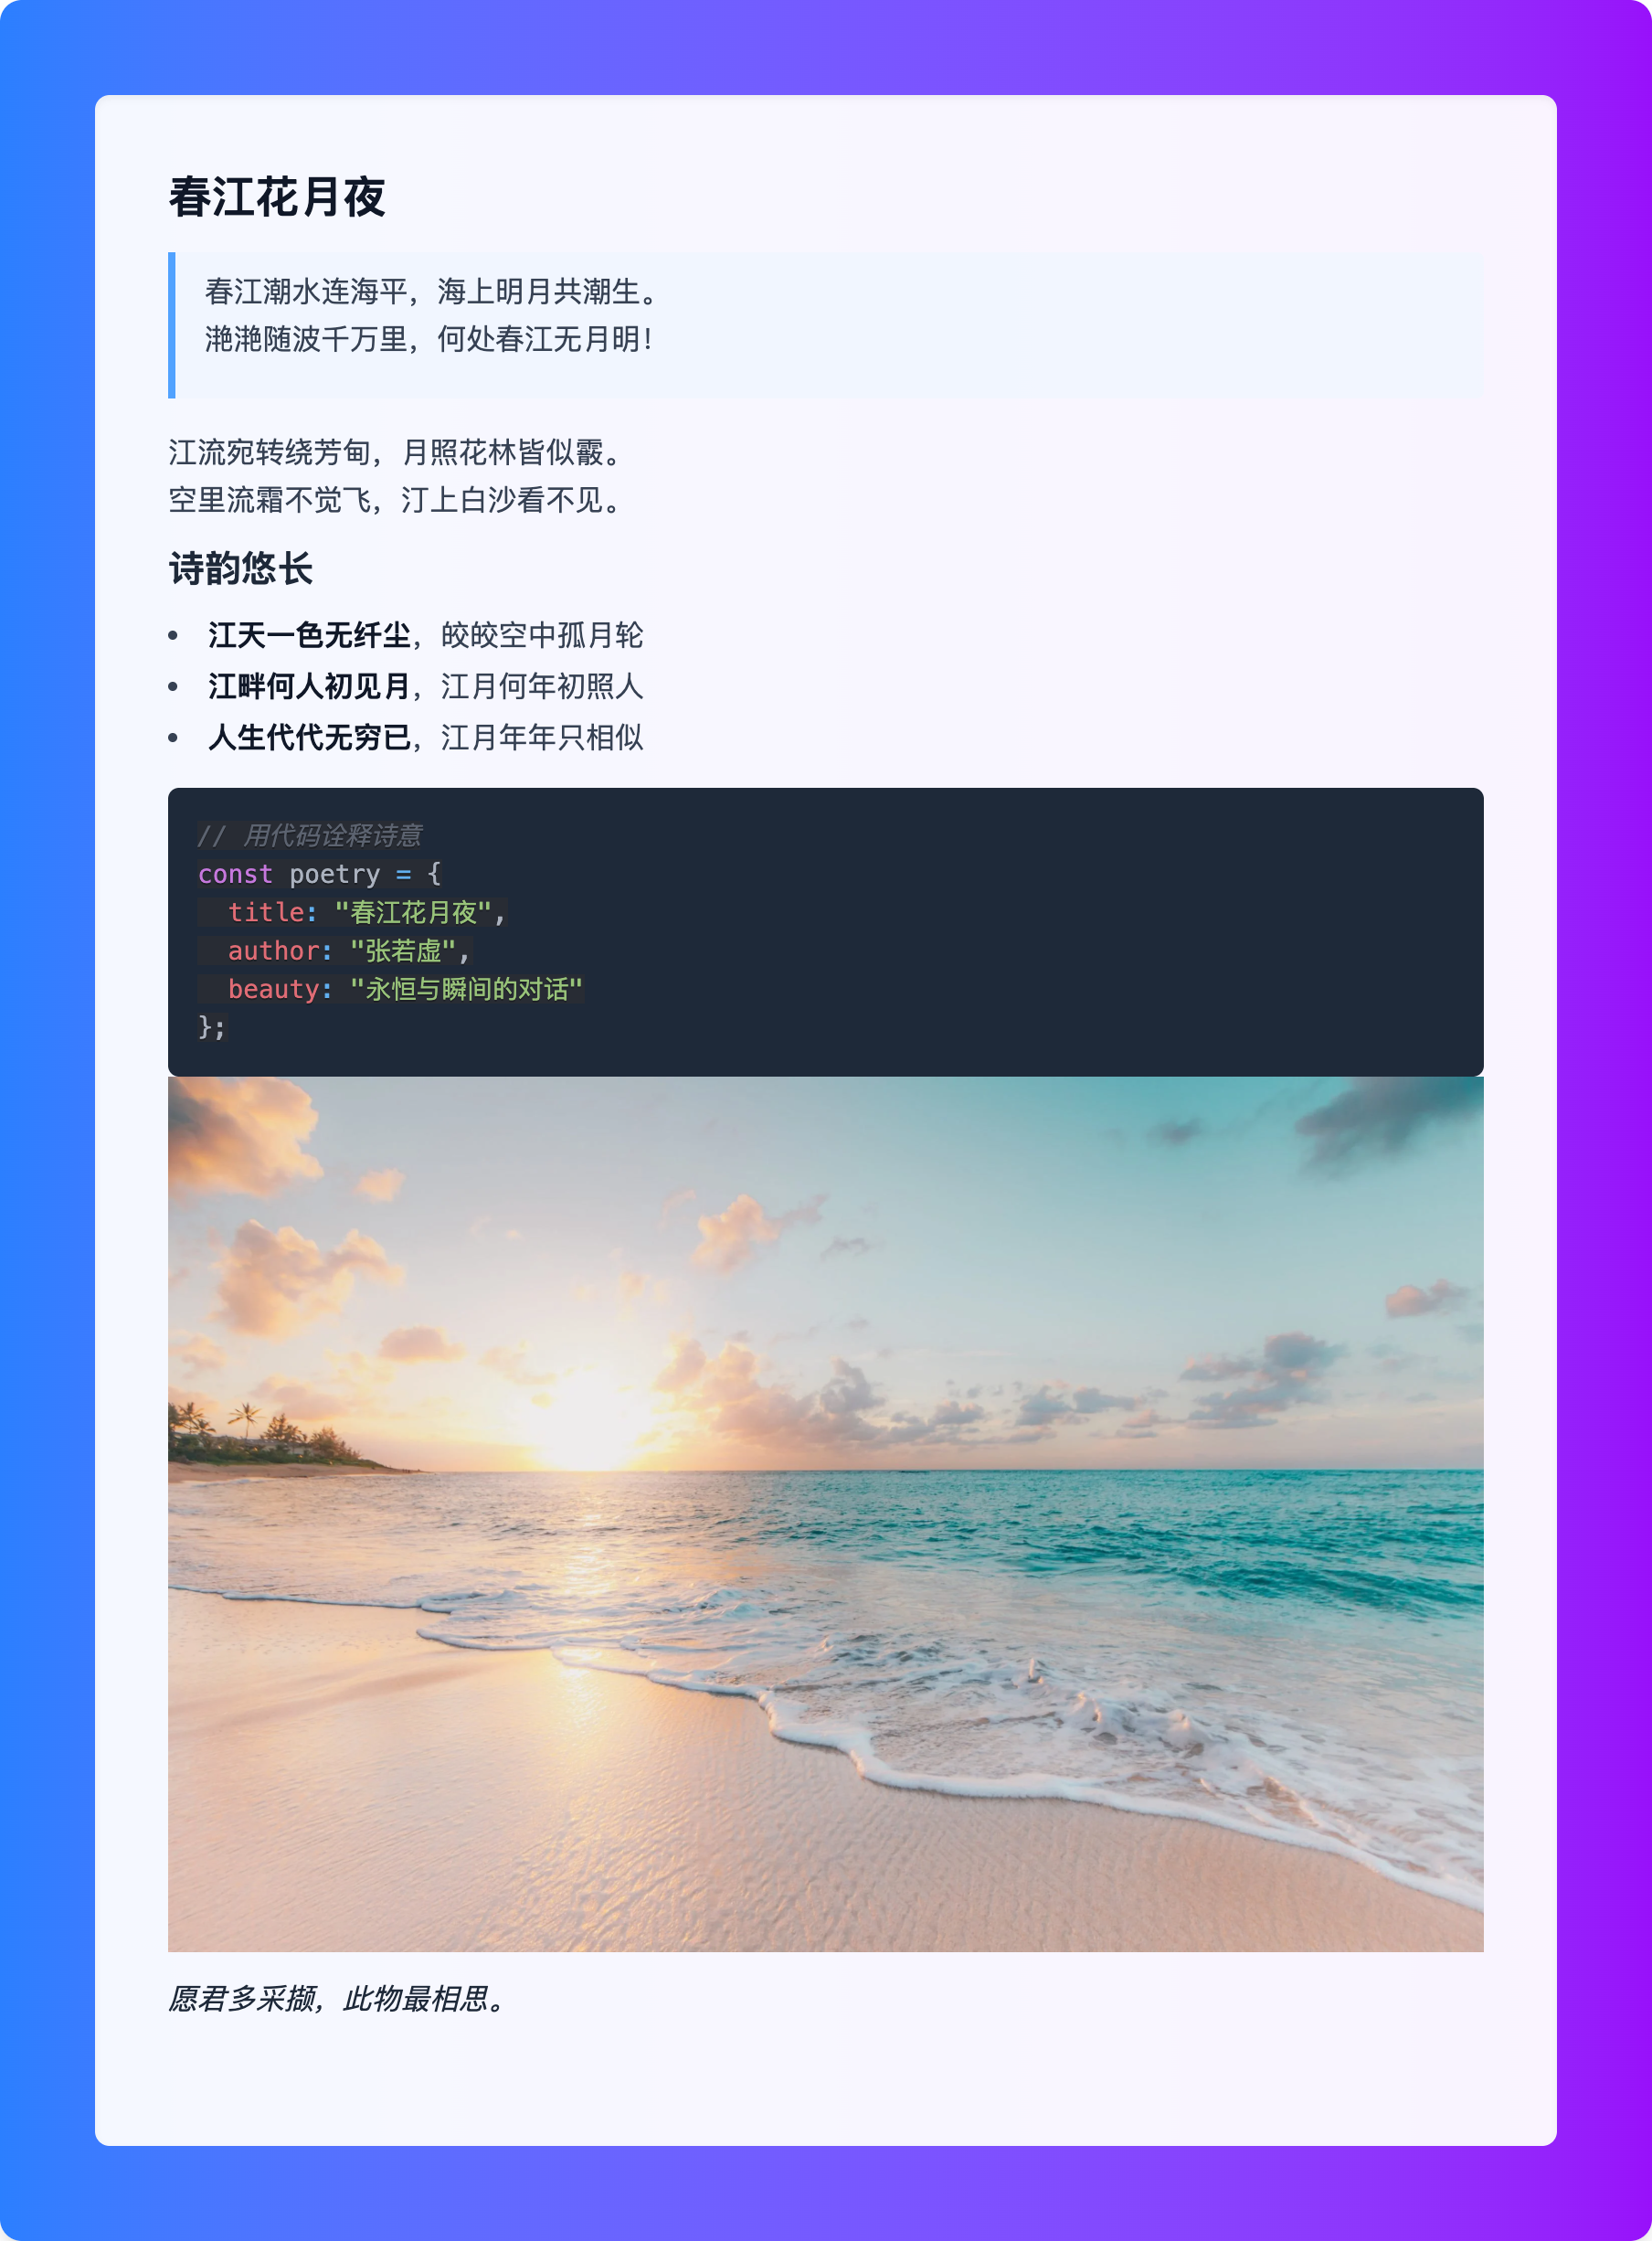 春江花月夜
春江潮水连海平，海上明月共潮生。
滟滟随波千万里，何处春江无月明！
江流宛转绕芳甸，月照花林皆似霰。
空里流霜不觉飞，汀上白沙看不见。
诗韵悠长
• 江天一色无纤尘，皎皎空中孤月轮
• 江畔何人初见月，江月何年初照人
• 人生代代无穷已，江月年年只相似
// 用代码诠释诗意
const poetry = {
  title: "春江花月夜",
  author: "张若虚",
  beauty: "永恒与瞬间的对话"
};
愿君多采撷，此物最相思。